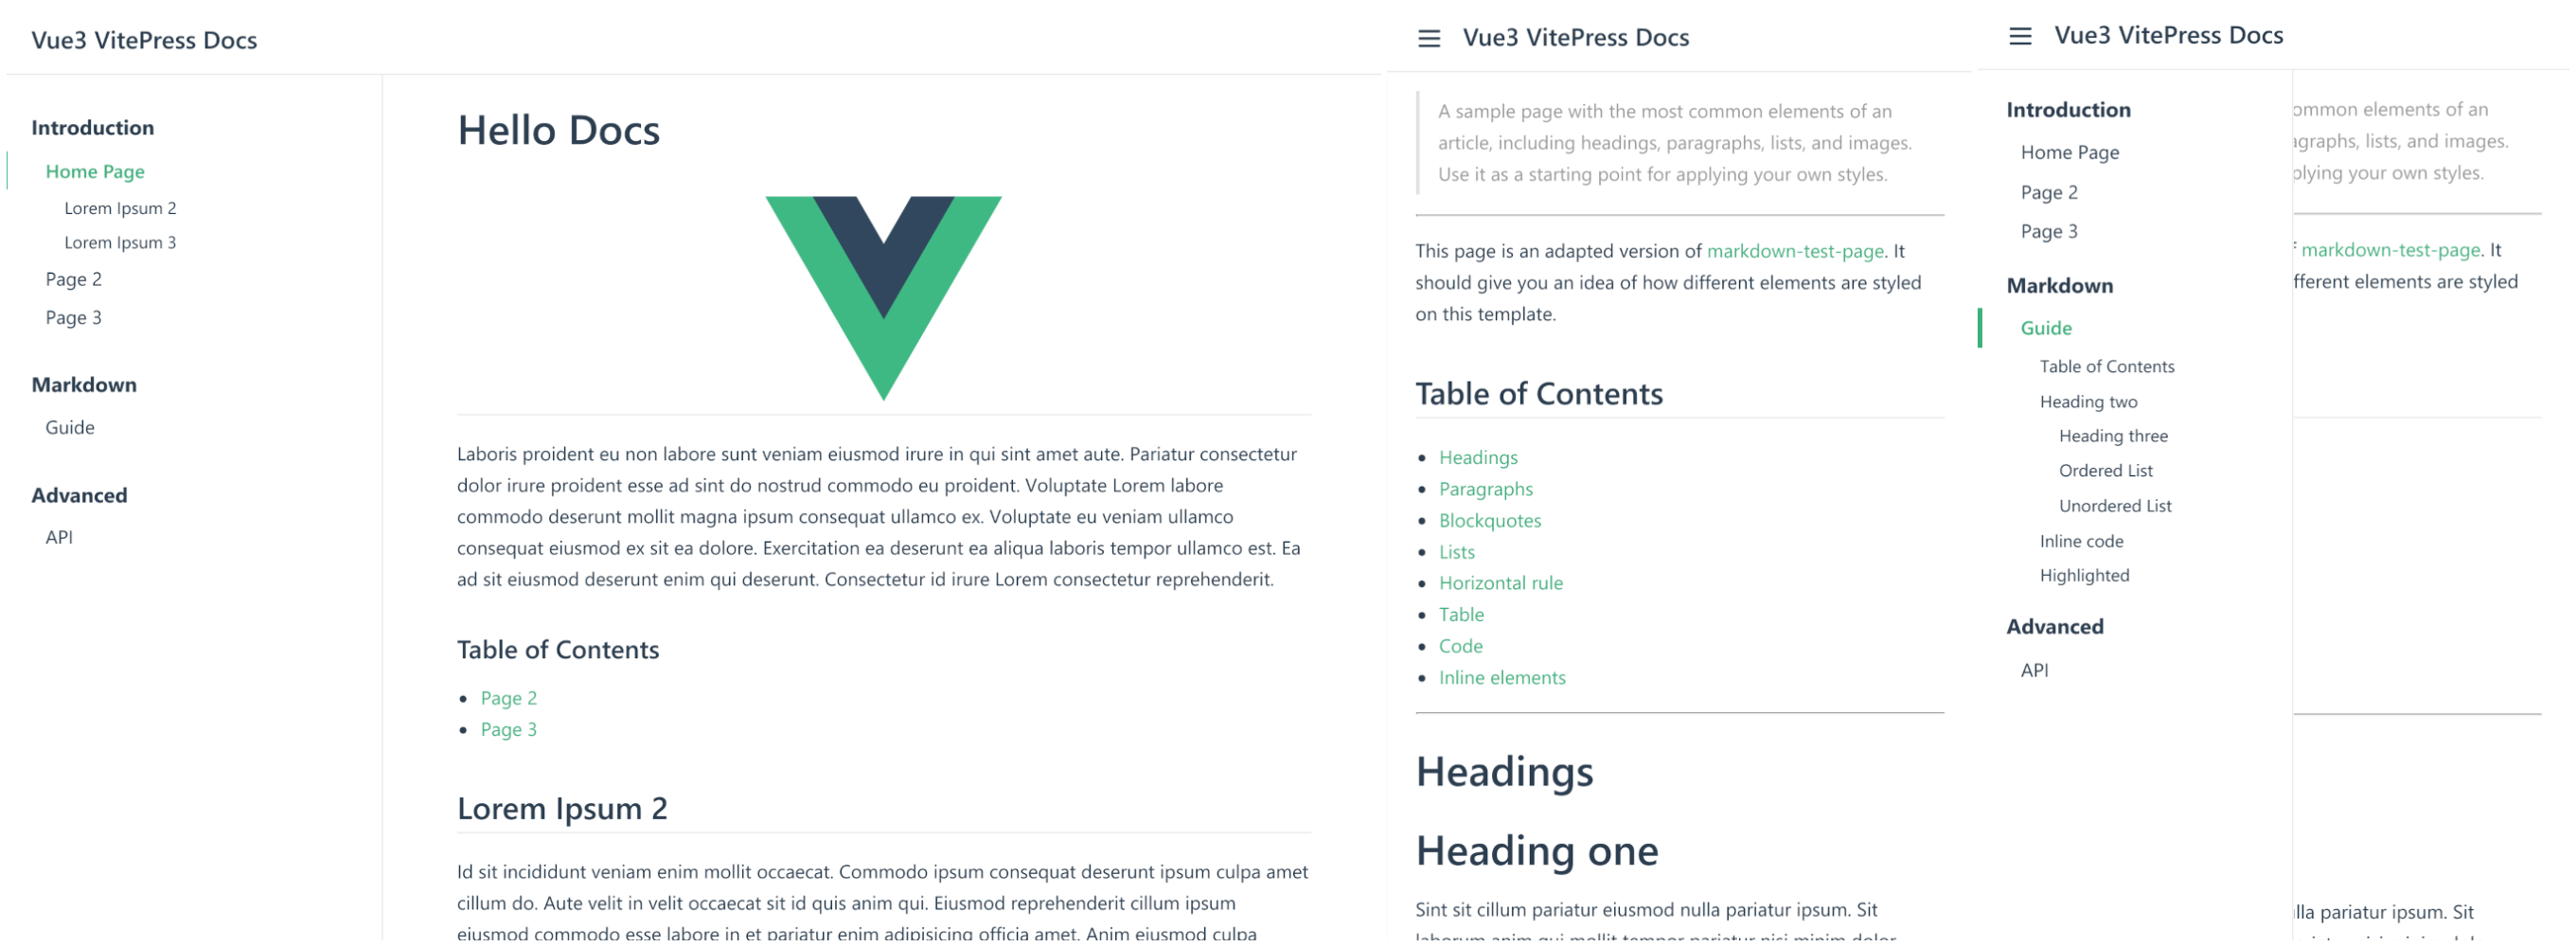 Vue3 VitePress Docs
Introduction
Home Page
Lorem Ipsum 2
Lorem Ipsum 3
Page 2
Page 3
Markdown
Guide
Advanced
API
Hello Docs
Laboris proident eu non labore sunt veniam eiusmod irure in qui sint amet aute. Pariatur consectetur
dolor irure proident esse ad sint do nostrud commodo eu proident. Voluptate Lorem labore
commodo deserunt mollit magna ipsum consequat ullamco ex. Voluptate eu veniam ullamco
consequat eiusmod ex sit ea dolore. Exercitation ea deserunt ea aliqua laboris tempor ullamco est. Ea
ad sit eiusmod deserunt enim qui deserunt. Consectetur id irure Lorem consectetur reprehenderit.
Table of Contents
Page 2
Page 3
Lorem Ipsum 2
Id sit incididunt veniam enim mollit occaecat. Commodo ipsum consequat deserunt ipsum culpa amet
cillum do. Aute velit in velit occaecat sit id quis anim qui. Eiusmod reprehenderit cillum ipsum
eiusmod commodo esse labore in et pariatur enim adipisicing officia amet. Anim eiusmod culpa
Vue3 VitePress Docs
A sample page with the most common elements of an
article, including headings, paragraphs, lists, and images.
Use it as a starting point for applying your own styles.
This page is an adapted version of markdown-test-page. It
should give you an idea of how different elements are styled
on this template.
Table of Contents
Headings
Paragraphs
Blockquotes
Lists
Horizontal rule
Table
Code
Inline elements
Headings
Heading one
Sint sit cillum pariatur eiusmod nulla pariatur ipsum. Sit
laborum anim qui mollit tempor pariatur nisi minim dolor
Vue3 VitePress Docs
Introduction
Home Page
Page 2
Page 3
Markdown
Guide
Table of Contents
Heading two
Heading three
Ordered List
Unordered List
Inline code
Highlighted
Advanced
API
ommon elements of an
agraphs, lists, and images.
plying your own styles.
markdown-test-page. It
fferent elements are styled
lla pariatur ipsum. Sit